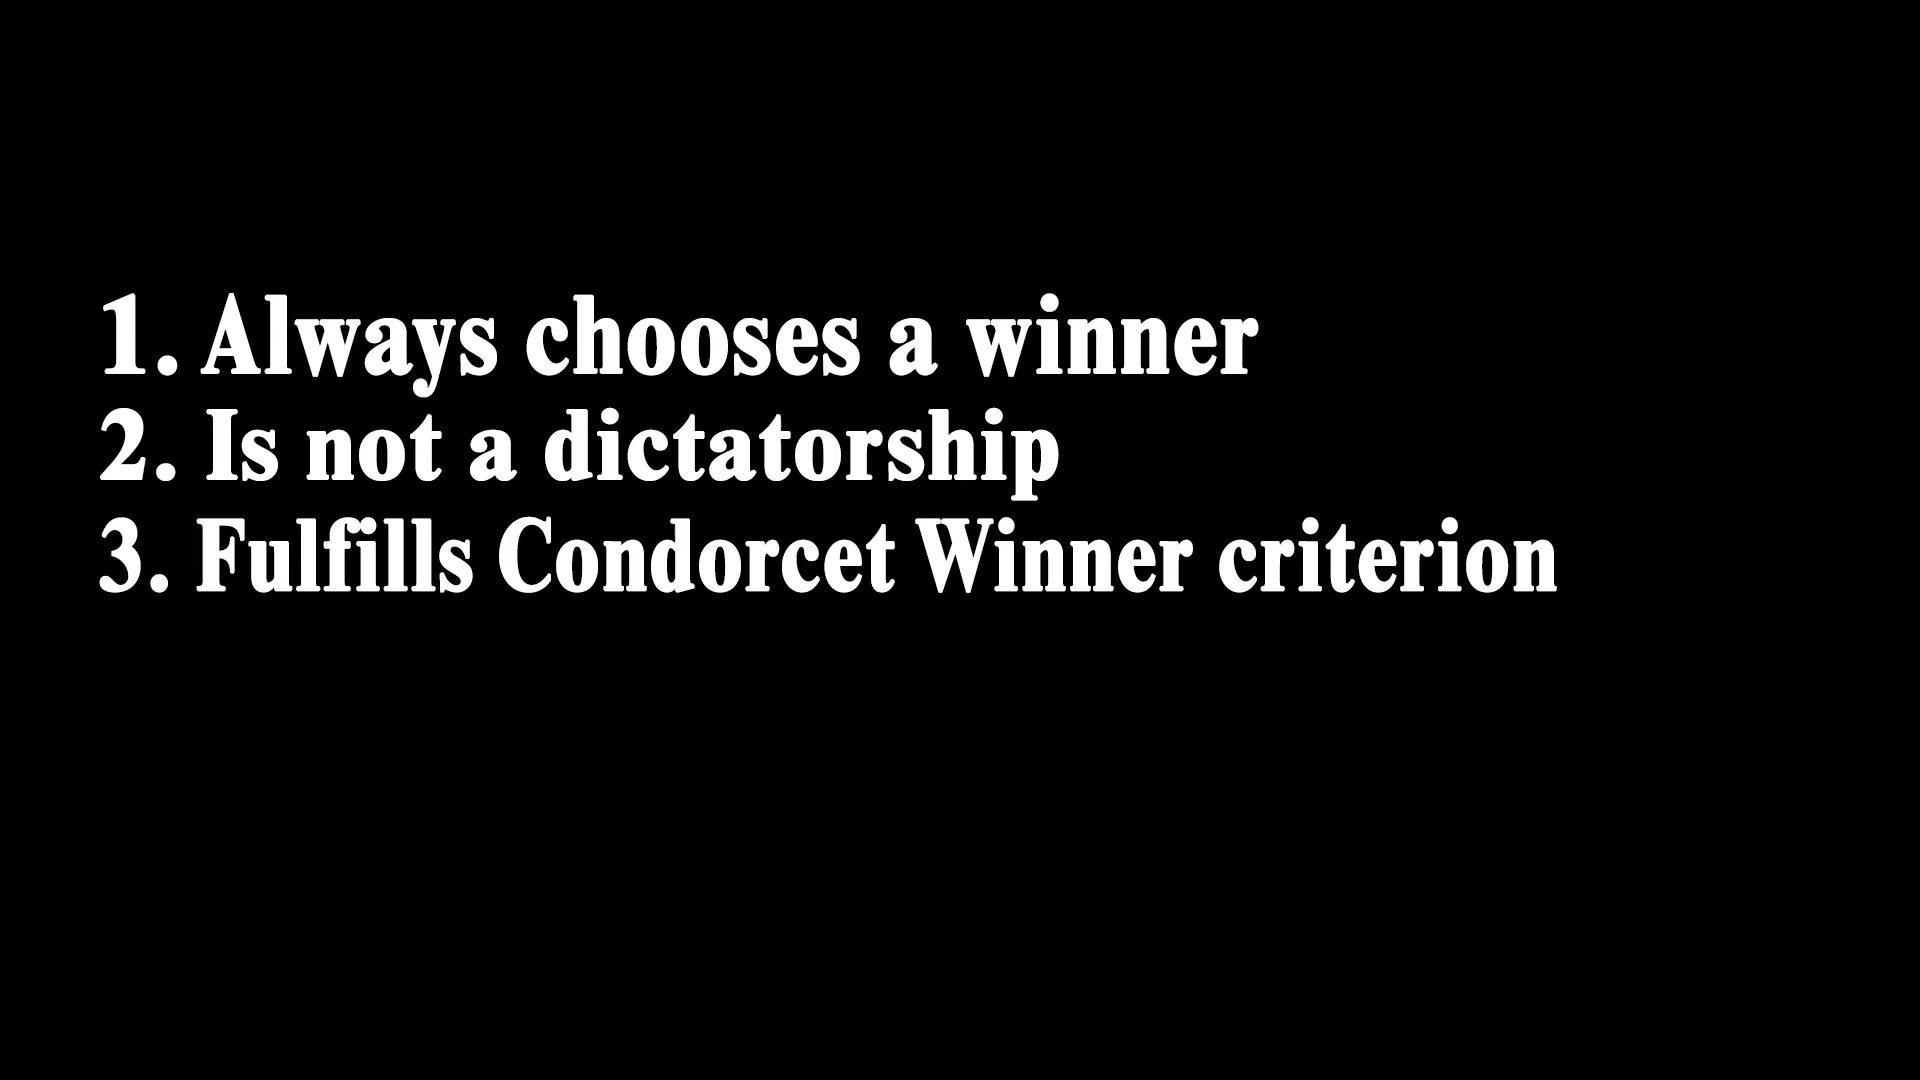 1. Always chooses a winner
2. Is not a dictatorship
3. Fulfills Condorcet Winner criterion